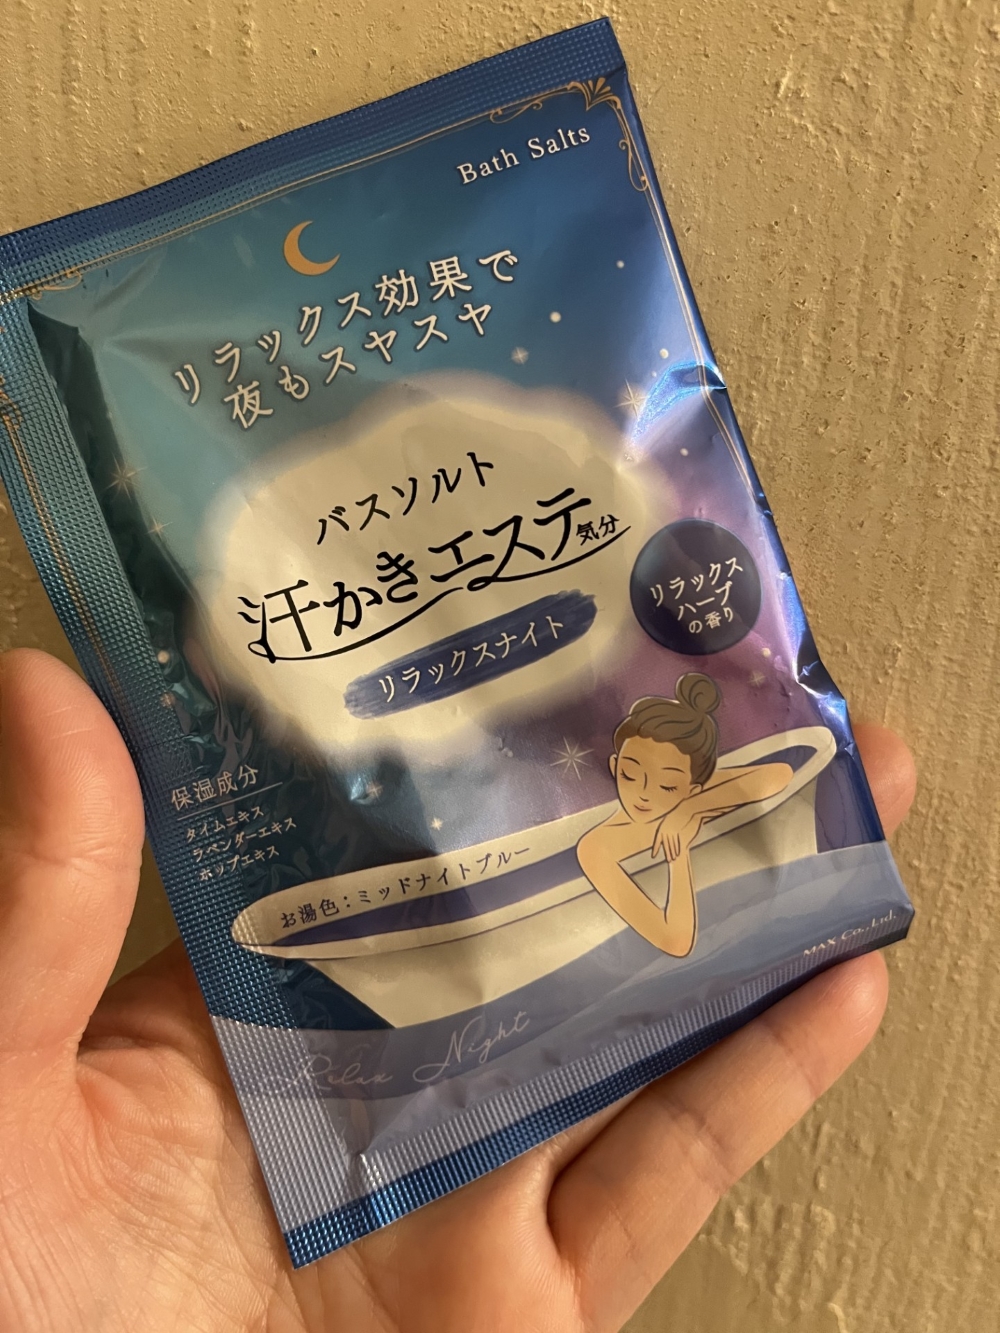 Bath Salts
リラックス効果で
夜もスヤスヤ
バスソルト
汗かきエステ気分
リラックスナイト
リラックス
ハーブ
の香り
保湿成分
タイムエキス
ラベンダーエキス
ホップエキス
お湯色：ミッドナイトブルー
MAX Co., Ltd.
Relax Night